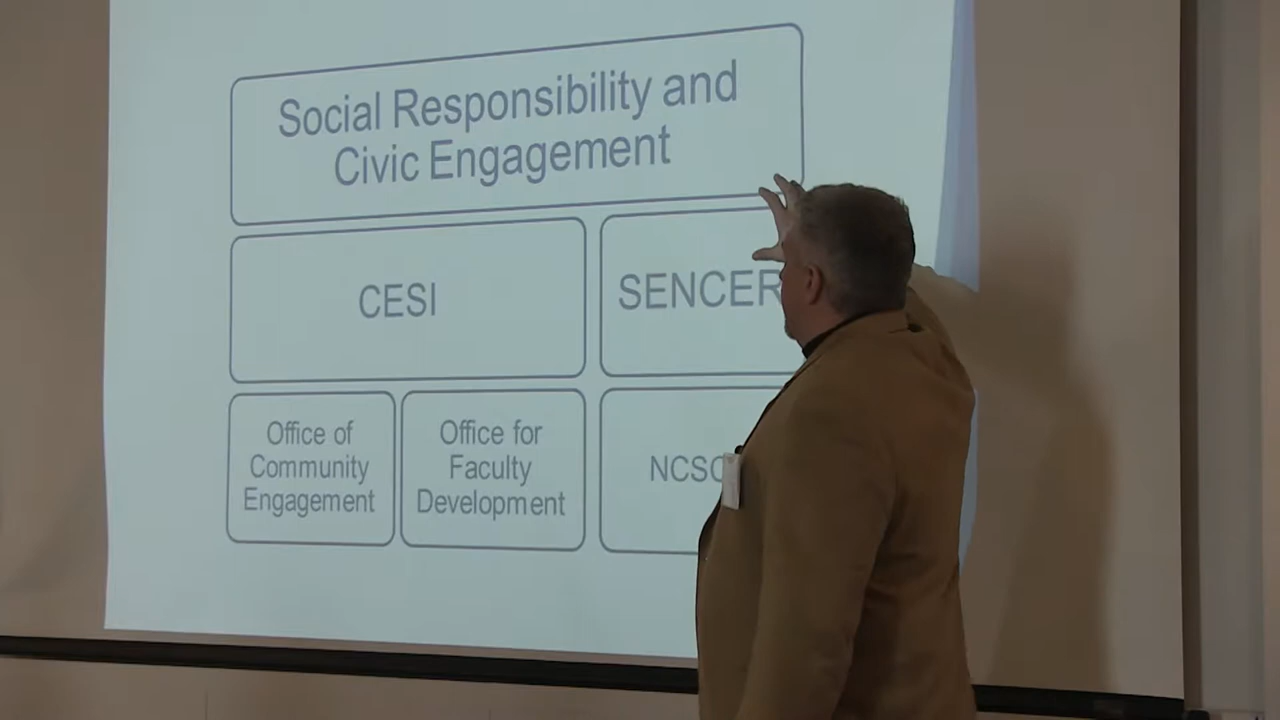 Social Responsibility and
Civic Engagement
CESI
SENCER
Office of
Community
Engagement
Office for
Faculty
Development